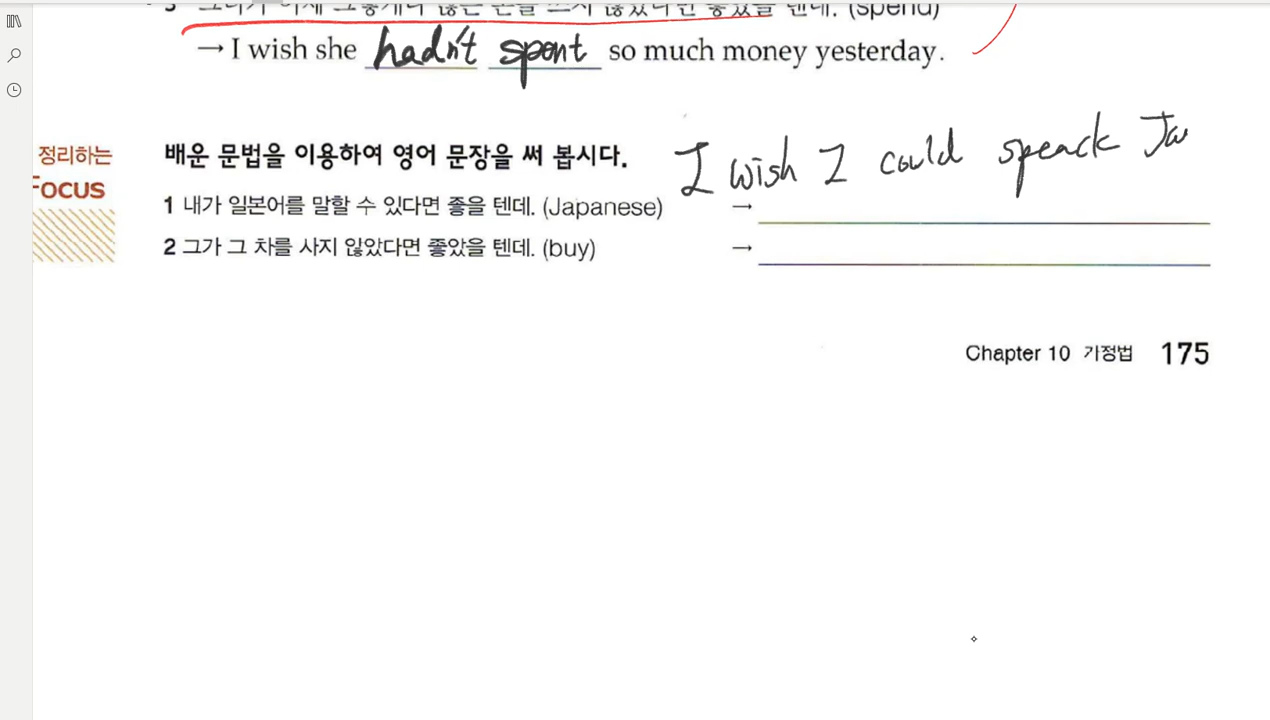 (spend)
→ I wish she hadn't spent so much money yesterday.
정리하는
FOCUS
배운 문법을 이용하여 영어 문장을 써 봅시다.
I wish I could speack Ja
1 내가 일본어를 말할 수 있다면 좋을 텐데. (Japanese) →
2 그가 그 차를 사지 않았다면 좋았을 텐데. (buy) →
Chapter 10 가정법 175